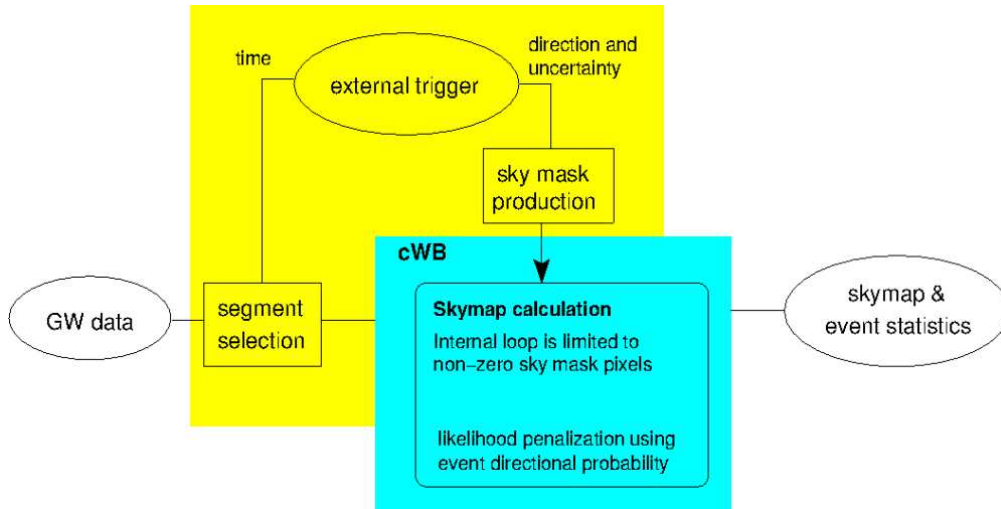 time
external trigger
direction and
uncertainty
sky mask
production
cWB
GW data
segment
selection
Skymap calculation
Internal loop is limited to
non-zero sky mask pixels
likelihood penalization using
event directional probability
skymap &
event statistics